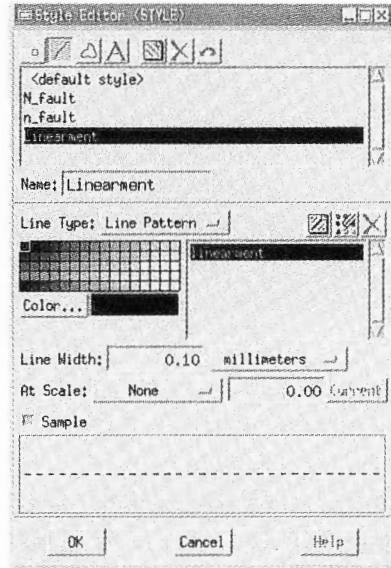 Style Editor (STYLE)
A
<default style>
N_fault
n_fault
Linearment
Name: Linearment
Line Type: Line Pattern
linearment
Color...
Line Width: 0.10 millimeters
At Scale: None 0.00 Current
Sample
OK Cancel Help